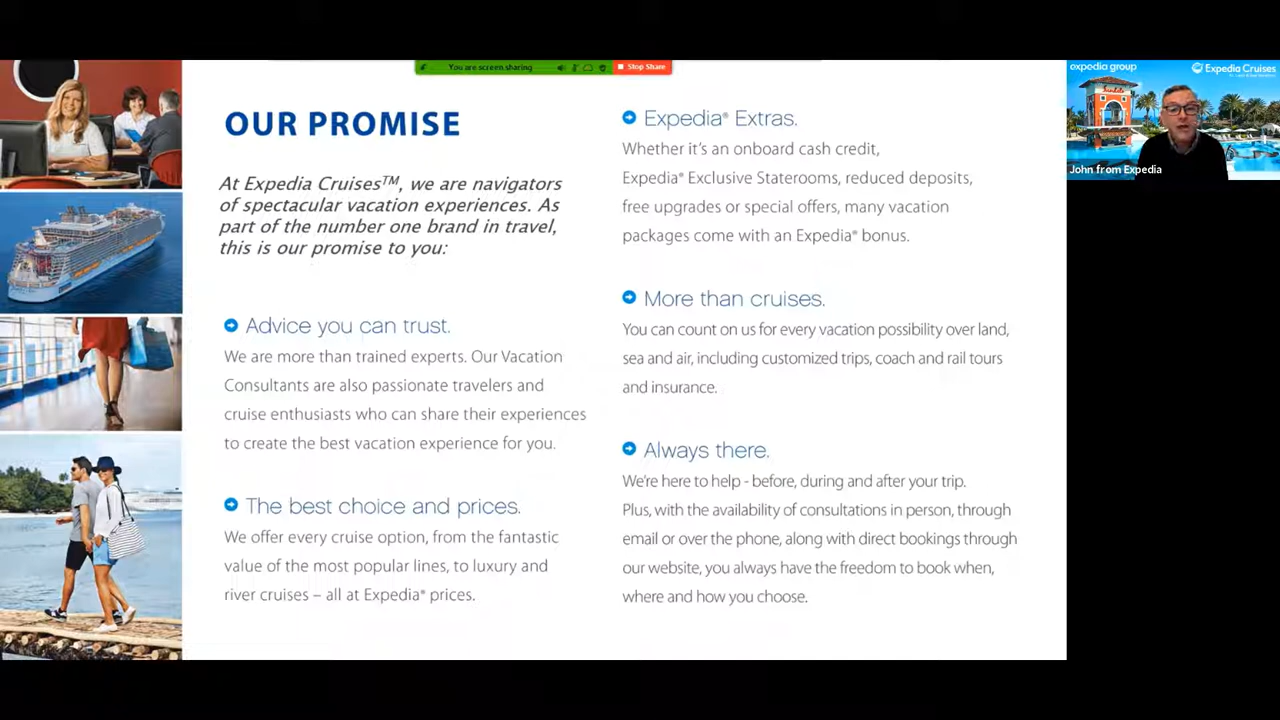 You are screen sharing
Stop Share
OUR PROMISE
At Expedia Cruises™, we are navigators
of spectacular vacation experiences. As
part of the number one brand in travel,
this is our promise to you:
Advice you can trust.
We are more than trained experts. Our Vacation
Consultants are also passionate travelers and
cruise enthusiasts who can share their experiences
to create the best vacation experience for you.
The best choice and prices.
We offer every cruise option, from the fantastic
value of the most popular lines, to luxury and
river cruises – all at Expedia® prices.
Expedia® Extras.
Whether it's an onboard cash credit,
Expedia® Exclusive Staterooms, reduced deposits,
free upgrades or special offers, many vacation
packages come with an Expedia® bonus.
More than cruises.
You can count on us for every vacation possibility over land,
sea and air, including customized trips, coach and rail tours
and insurance.
Always there.
We're here to help - before, during and after your trip.
Plus, with the availability of consultations in person, through
email or over the phone, along with direct bookings through
our website, you always have the freedom to book when,
where and how you choose.
expedia group
Expedia Cruises
Sandals
John from Expedia